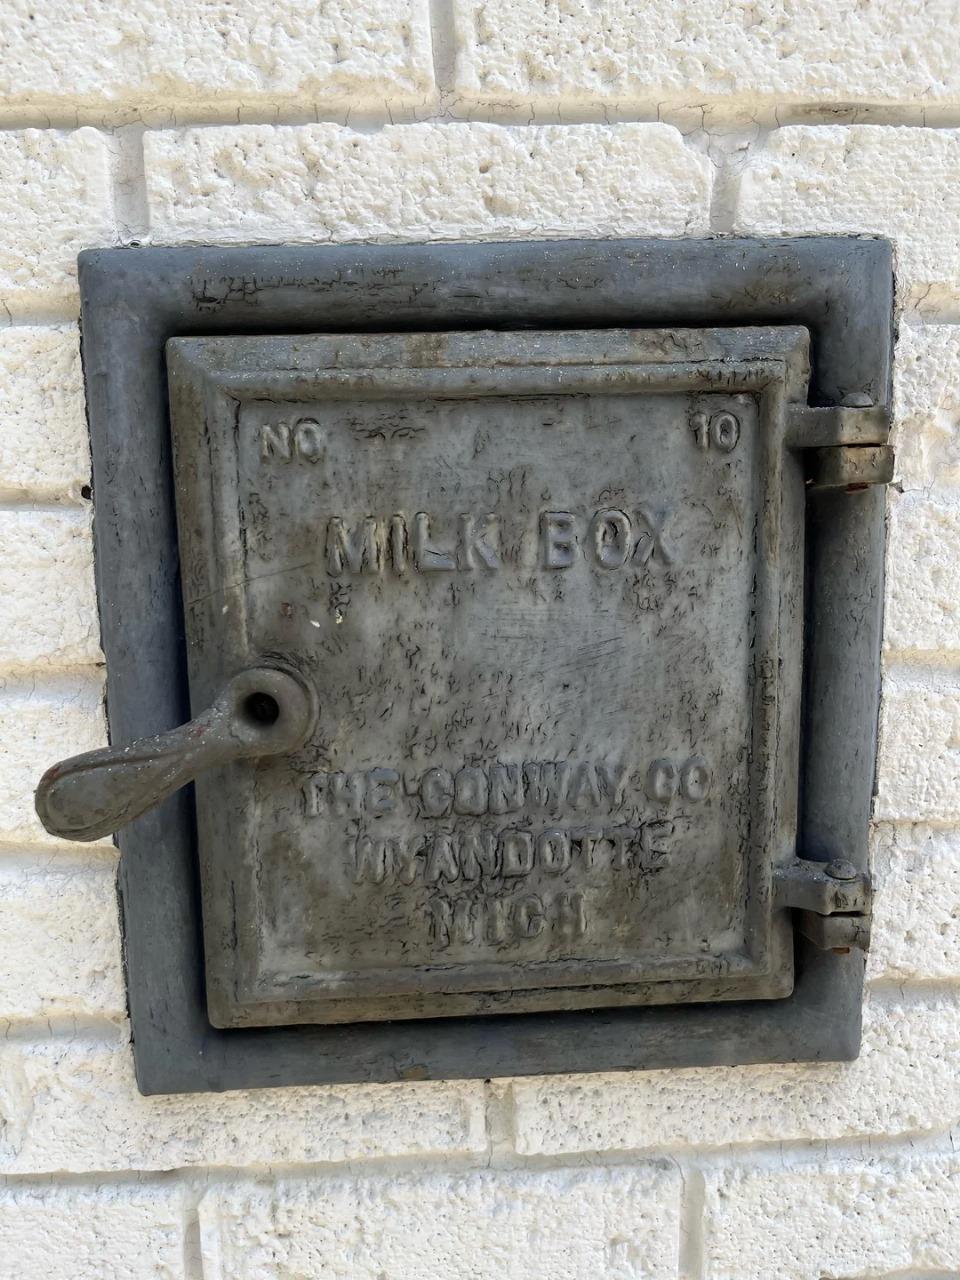 NO 10
MILK BOX
THE CONWAY CO
WYANDOTTE
MICH